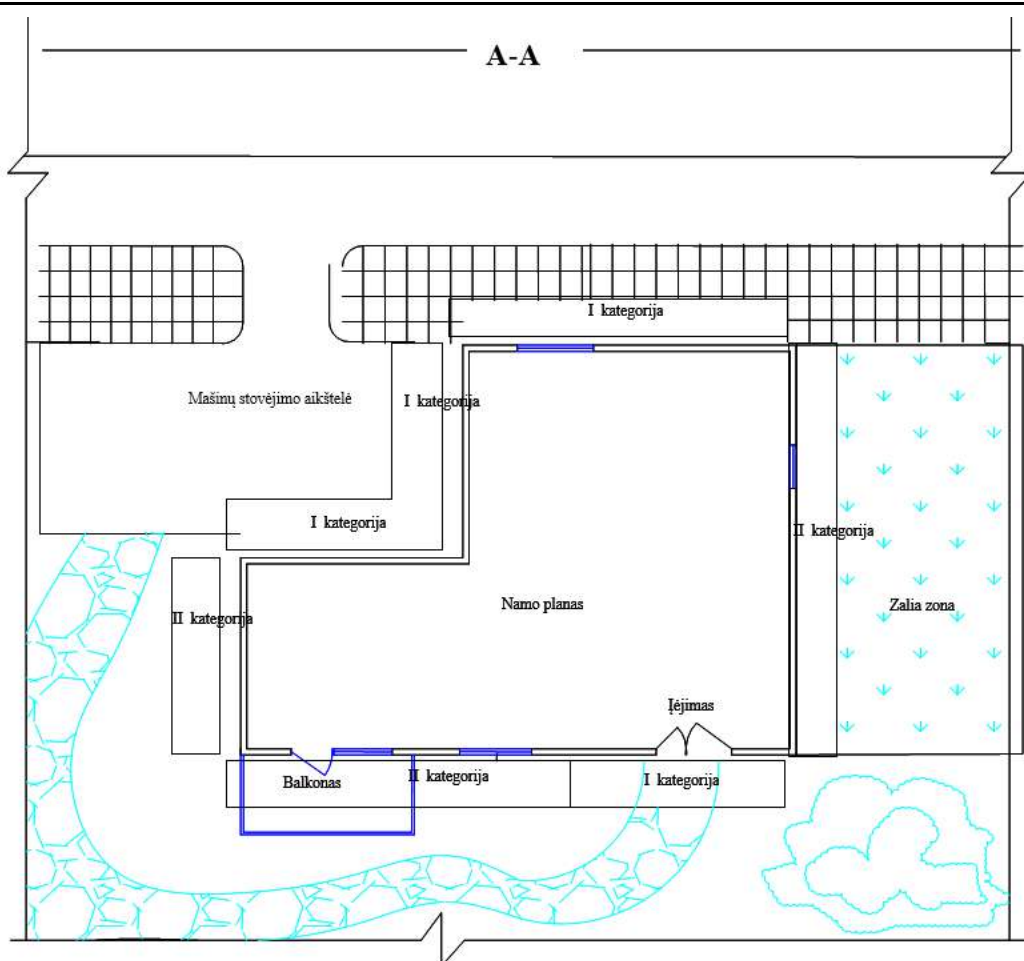 A-A
I kategorija
Mašinų stovėjimo aikštelė
I kategorija
I kategorija
II kategorija
Namo planas
Zalia zona
II kategorija
Įėjimas
Balkonas
II kategorija
I kategorija